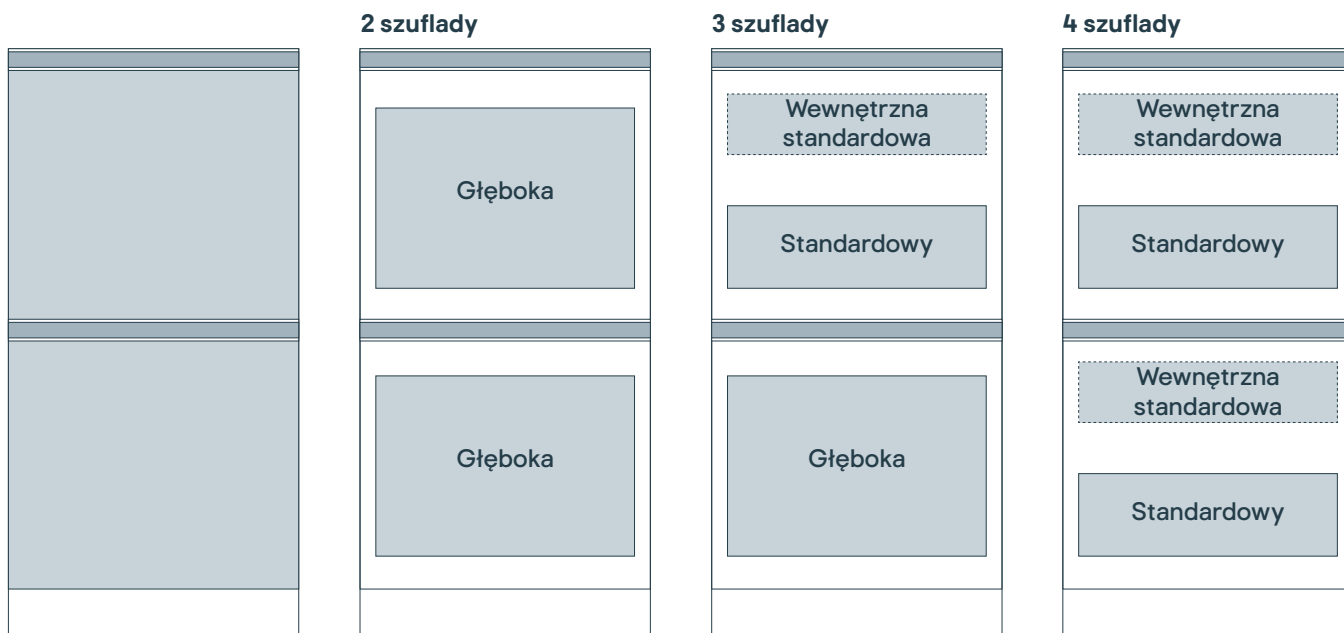 2 szuflady
3 szuflady
4 szuflady
Głęboka
Wewnętrzna
standardowa
Standardowy
Wewnętrzna
standardowa
Standardowy
Głęboka
Głęboka
Wewnętrzna
standardowa
Standardowy